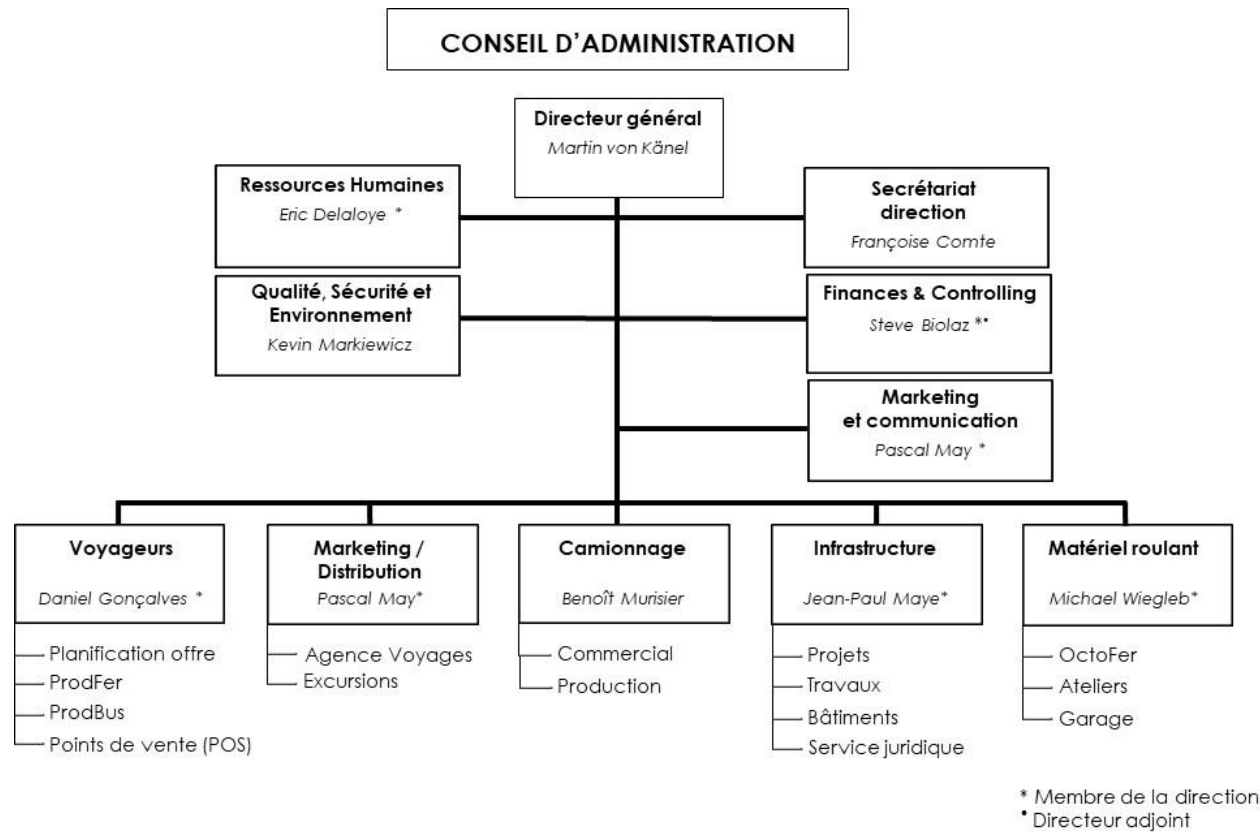 CONSEIL D'ADMINISTRATION
Directeur général
Martin von Känel
Ressources Humaines
Eric Delaloye *
Secrétariat
direction
Françoise Comte
Qualité, Sécurité et
Environnement
Kevin Markiewicz
Finances & Controlling
Steve Biolaz *•
Marketing
et communication
Pascal May *
Voyageurs
Daniel Gonçalves *
Planification offre
ProdFer
ProdBus
Points de vente (POS)
Marketing /
Distribution
Pascal May*
Agence Voyages
Excursions
Camionnage
Benoît Murisier
Commercial
Production
Infrastructure
Jean-Paul Maye*
Projets
Travaux
Bâtiments
Service juridique
Matériel roulant
Michael Wiegleb*
OctoFer
Ateliers
Garage
* Membre de la direction
• Directeur adjoint